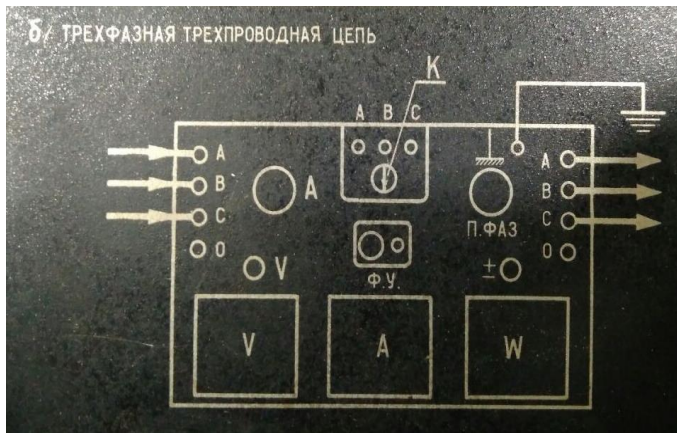 б/ ТРЕХФАЗНАЯ ТРЕХПРОВОДНАЯ ЦЕПЬ
К
А В С
А
В
С
0
А
V
Ф.У.
П.ФАЗ
±
А
В
С
0
V
A
W